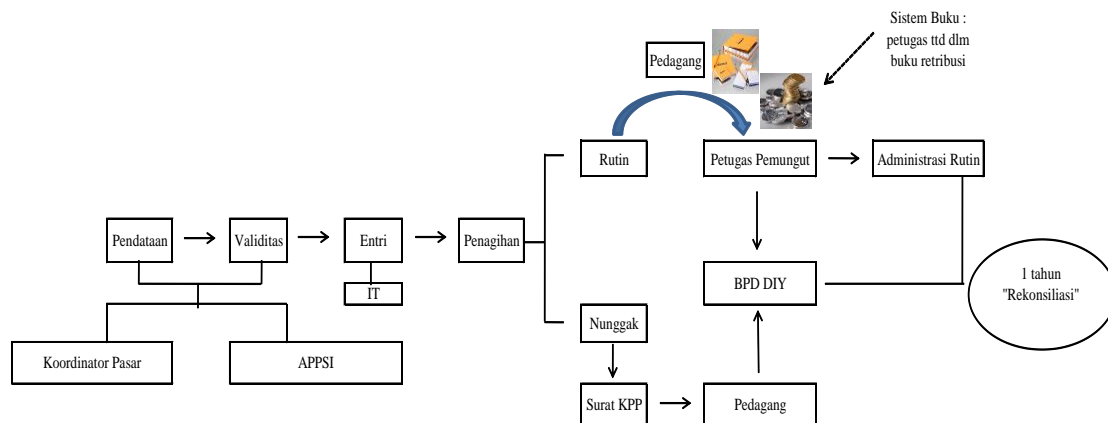 Sistem Buku :
petugas ttd dlm
buku retribusi
Pedagang
Rutin
Petugas Pemungut
Administrasi Rutin
Pendataan
Validitas
Entri
Penagihan
IT
BPD DIY
1 tahun
"Rekonsiliasi"
Nunggak
Koordinator Pasar
APPSI
Surat KPP
Pedagang